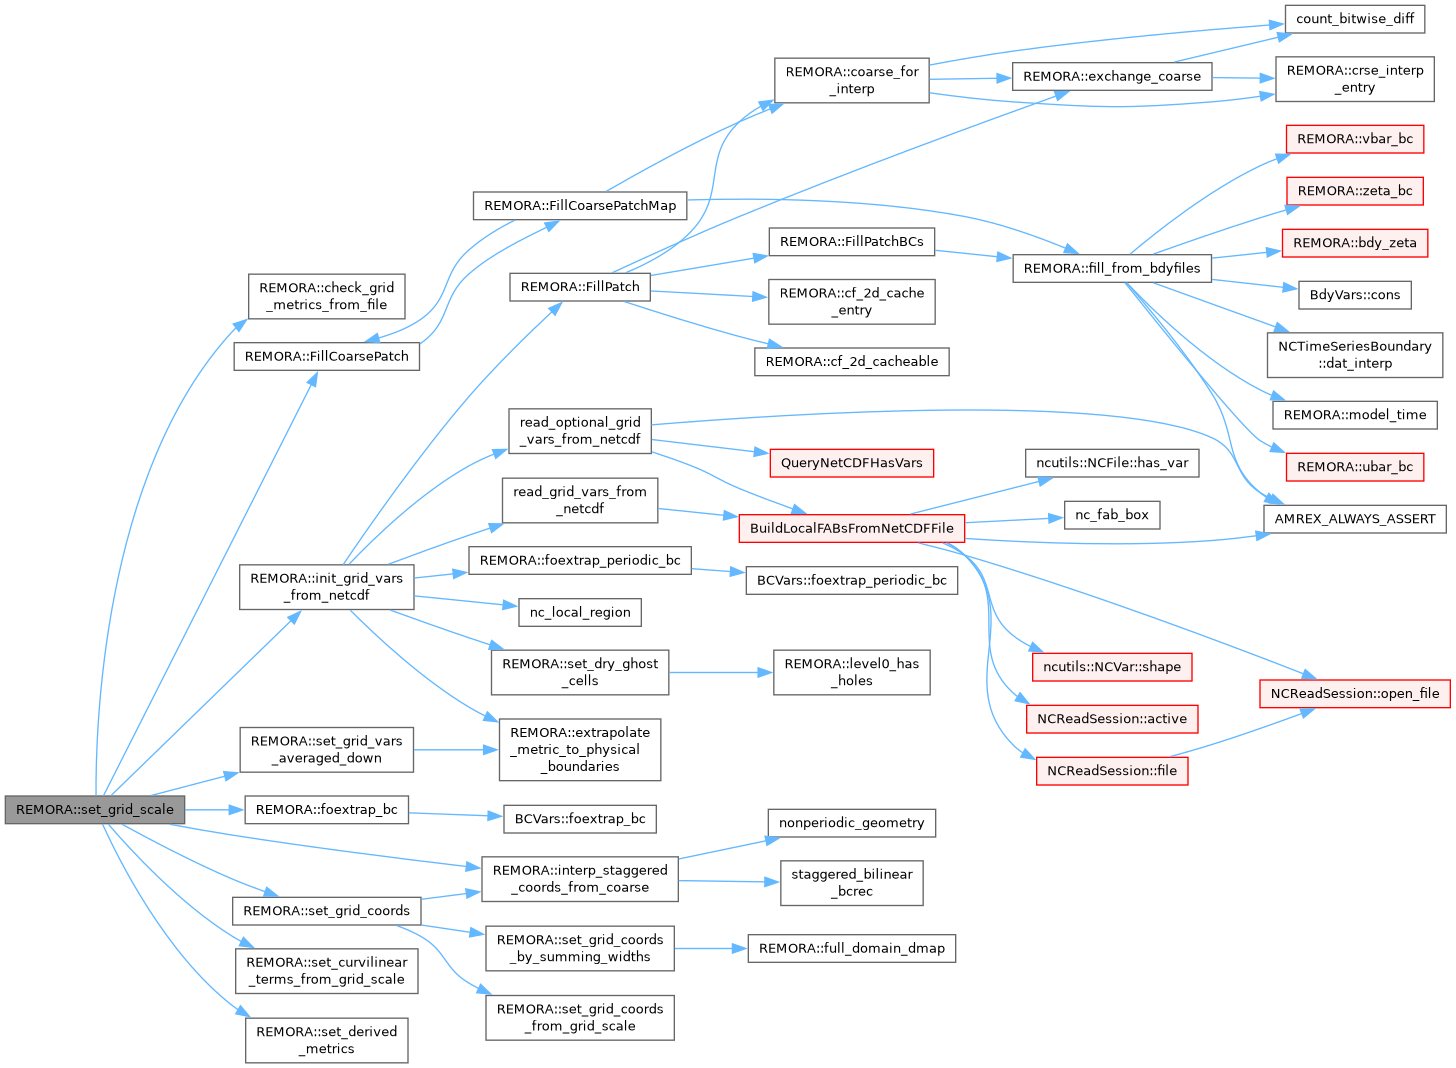 count_bitwise_diff
REMORA::coarse_for
_interp
REMORA::exchange_coarse
REMORA::crse_interp
_entry
REMORA::vbar_bc
REMORA::FillCoarsePatchMap
REMORA::zeta_bc
REMORA::FillPatchBCs
REMORA::bdy_zeta
REMORA::fill_from_bdyfiles
REMORA::check_grid
_metrics_from_file
REMORA::FillPatch
REMORA::cf_2d_cache
_entry
BdyVars::cons
REMORA::FillCoarsePatch
REMORA::cf_2d_cacheable
NCTimeSeriesBoundary
::dat_interp
REMORA::model_time
read_optional_grid
_vars_from_netcdf
QueryNetCDFHasVars
ncutils::NCFile::has_var
REMORA::ubar_bc
read_grid_vars_from
_netcdf
BuildLocalFABsFromNetCDFFile
nc_fab_box
AMREX_ALWAYS_ASSERT
REMORA::init_grid_vars
_from_netcdf
REMORA::foextrap_periodic_bc
BCVars::foextrap_periodic_bc
nc_local_region
REMORA::set_dry_ghost
_cells
REMORA::level0_has
_holes
ncutils::NCVar::shape
NCReadSession::open_file
NCReadSession::active
REMORA::set_grid_vars
_averaged_down
REMORA::extrapolate
_metric_to_physical
_boundaries
NCReadSession::file
REMORA::set_grid_scale
REMORA::foextrap_bc
BCVars::foextrap_bc
nonperiodic_geometry
REMORA::interp_staggered
_coords_from_coarse
staggered_bilinear
_bcrec
REMORA::set_grid_coords
REMORA::set_grid_coords
_by_summing_widths
REMORA::full_domain_dmap
REMORA::set_curvilinear
_terms_from_grid_scale
REMORA::set_grid_coords
_from_grid_scale
REMORA::set_derived
_metrics